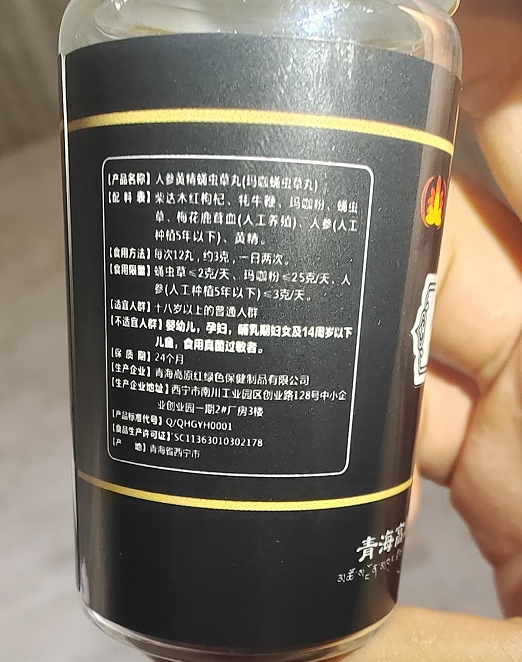 【产品名称】人参黄精蛹虫草丸(玛咖蛹虫草丸)
【配 料 表】柴达木红枸杞、牦牛鞭、玛咖粉、蛹虫
草、梅花鹿茸血(人工养殖)、人参(人工
种植5年以下)、黄精。
【食用方法】每次12丸，约3克，一日两次。
【食用限量】蛹虫草≤2克/天、玛咖粉≤25克/天、人
参(人工种植5年以下)≤3克/天。
【适宜人群】十八岁以上的普通人群
【不适宜人群】婴幼儿，孕妇，哺乳期妇女及14周岁以下
儿童，食用真菌过敏者。
【保 质 期】24个月
【生产企业】青海高原红绿色保健制品有限公司
【生产企业地址】西宁市南川工业园区创业路128号中小企
业创业园一期2#厂房3楼
【产品标准代号】Q/QHGYH0001
【食品生产许可证】SC11363010302178
【产 地】青海省西宁市
青海高